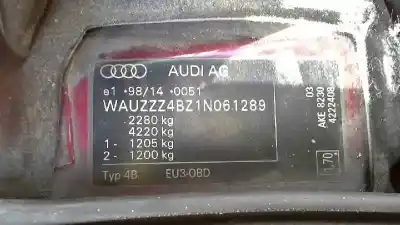 AUDI AG
e1 *98/14 *0051
WAUZZZ4BZ1N061289
2280 kg
4220 kg
1- 1205 kg
2- 1200 kg
Typ 4B EU3-OBD
AKE 8230 03
4222408
1,70